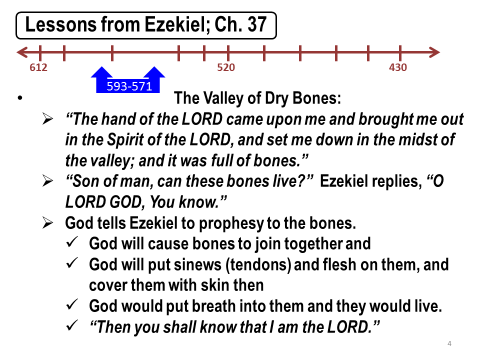 Lessons from Ezekiel; Ch. 37
612 520 430
593-571
• The Valley of Dry Bones:
➢ “The hand of the LORD came upon me and brought me out
in the Spirit of the LORD, and set me down in the midst of
the valley; and it was full of bones.”
➢ “Son of man, can these bones live?” Ezekiel replies, “O
LORD GOD, You know.”
➢ God tells Ezekiel to prophesy to the bones.
✓ God will cause bones to join together and
✓ God will put sinews (tendons) and flesh on them, and
cover them with skin then
✓ God would put breath into them and they would live.
✓ “Then you shall know that I am the LORD.”
4